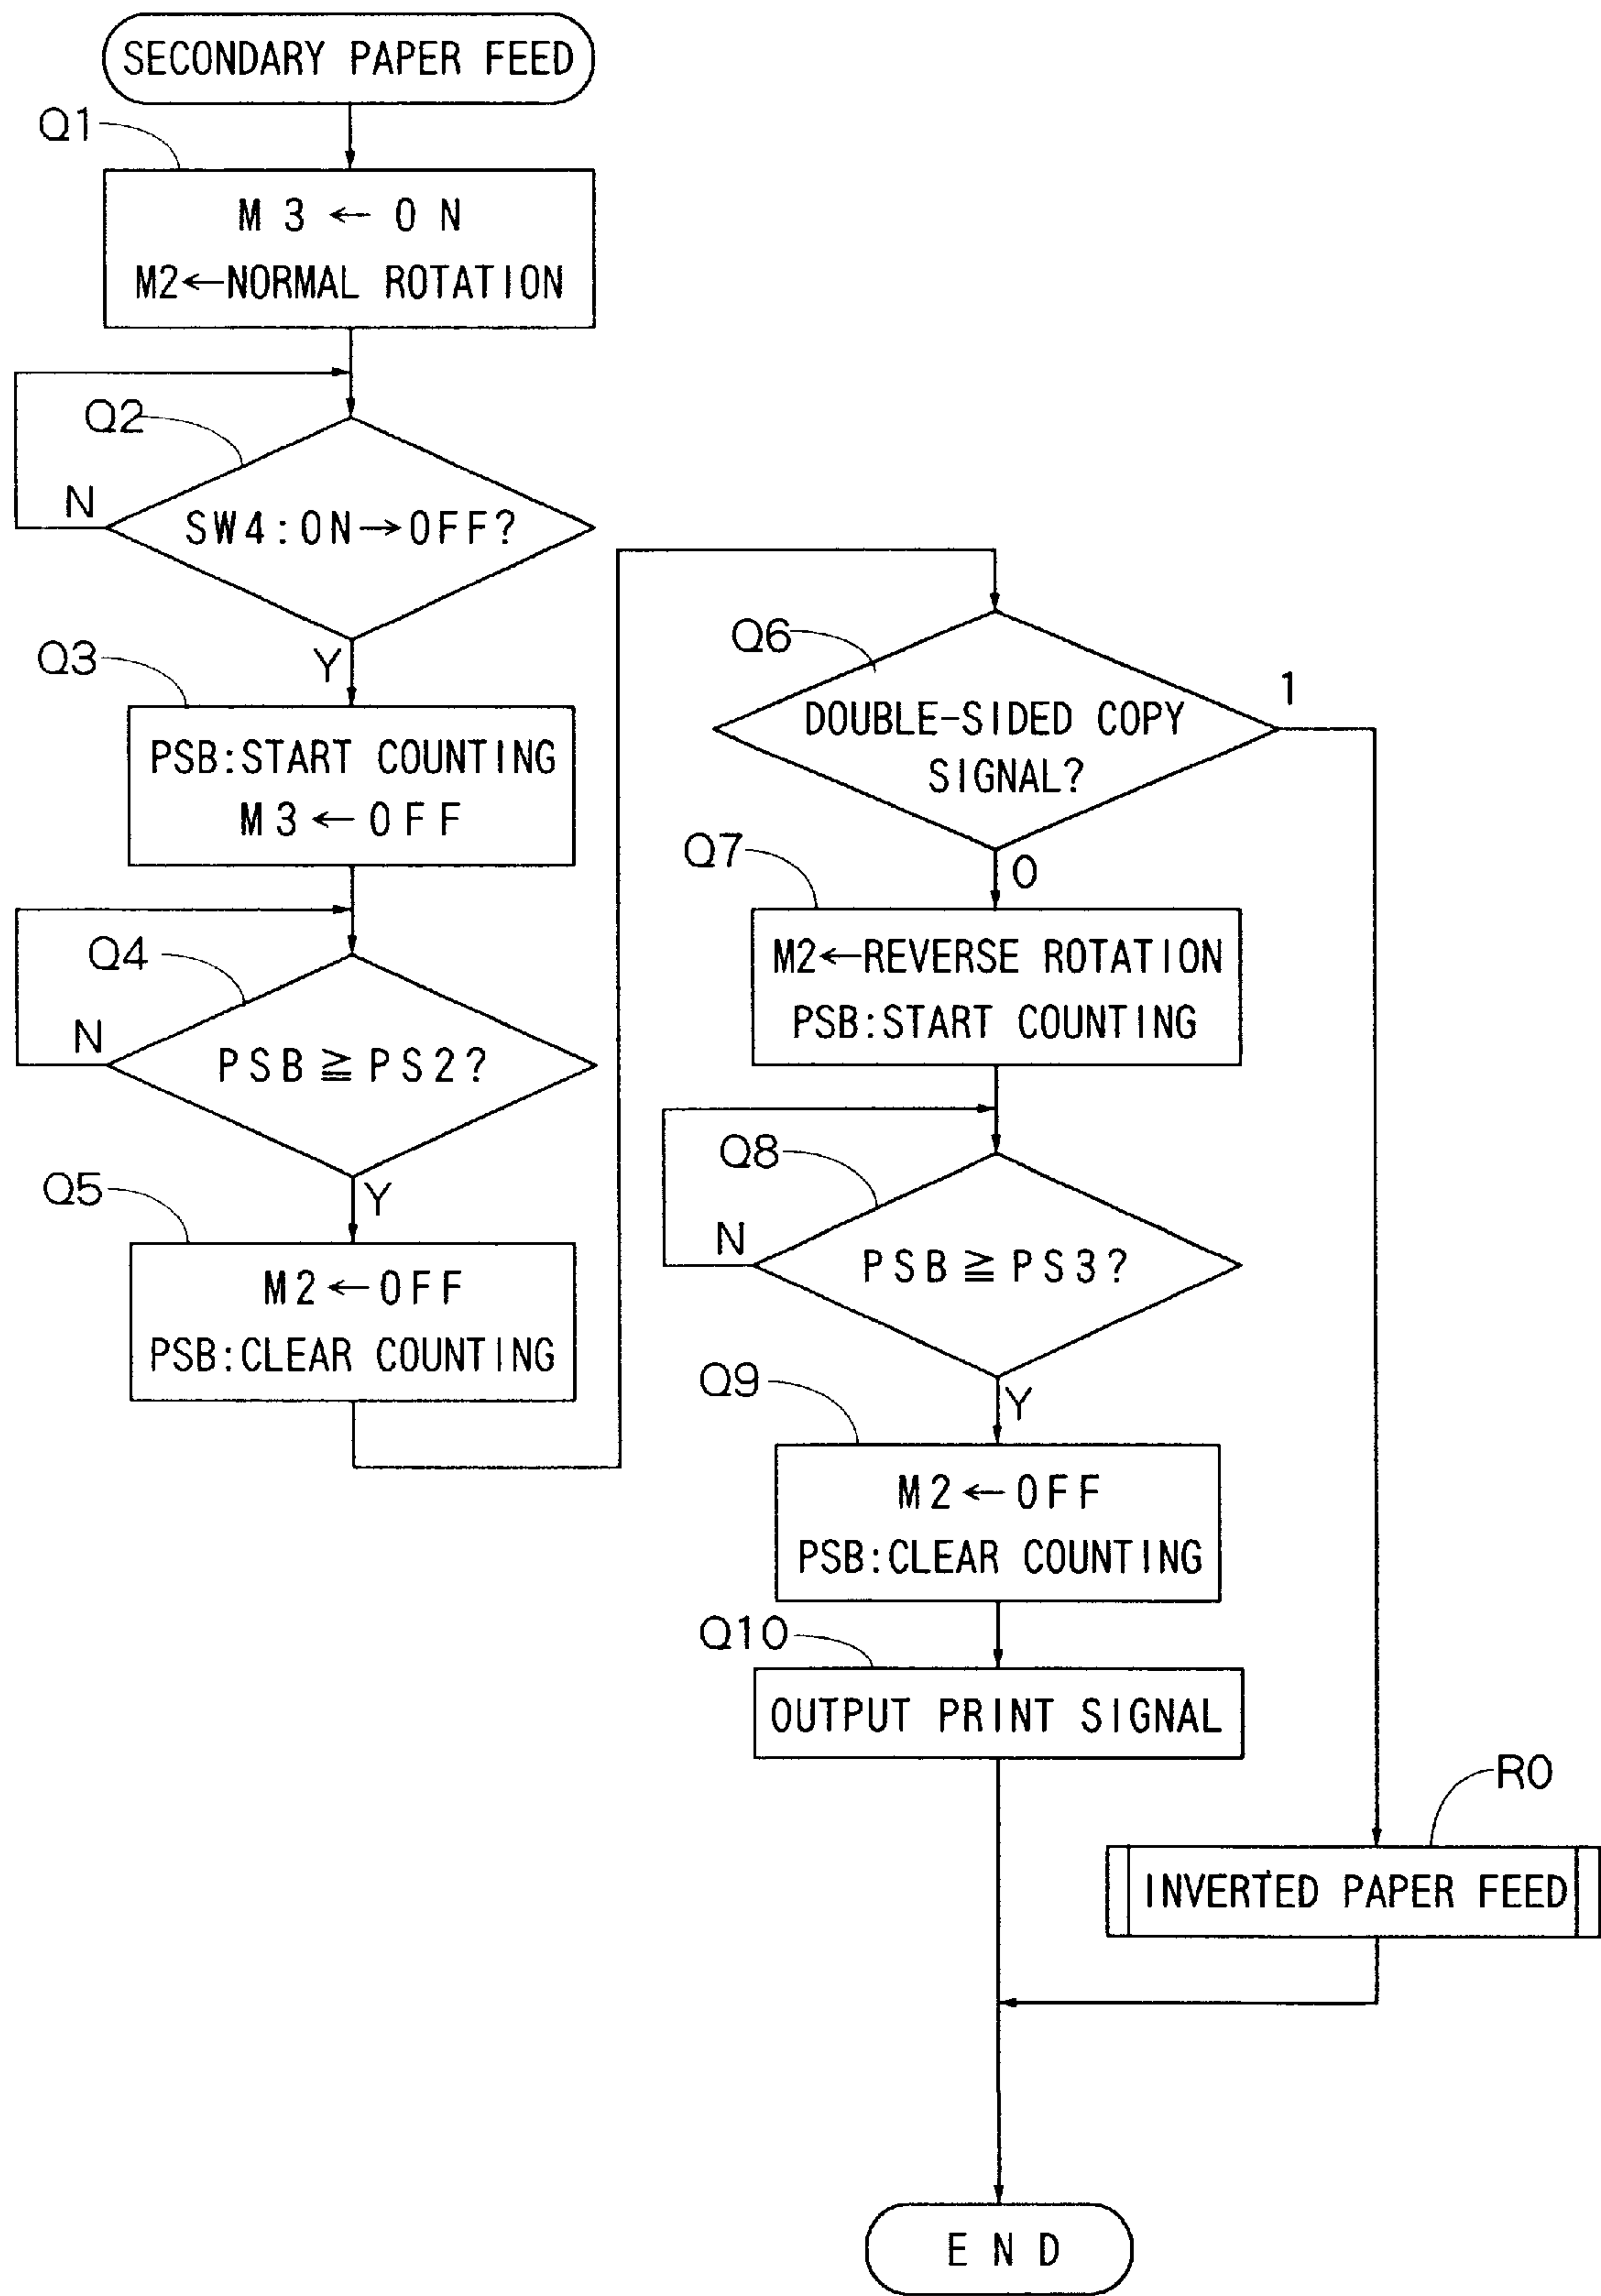 SECONDARY PAPER FEED
Q1
M3←ON
M2←NORMAL ROTATION
Q2
N
SW4:ON→OFF?
Y
Q3
PSB:START COUNTING
M3←OFF
Q4
N
PSB≧PS2?
Y
Q5
M2←OFF
PSB:CLEAR COUNTING
Q6
1
DOUBLE-SIDED COPY
SIGNAL?
0
Q7
M2←REVERSE ROTATION
PSB:START COUNTING
Q8
N
PSB≧PS3?
Y
Q9
M2←OFF
PSB:CLEAR COUNTING
Q10
OUTPUT PRINT SIGNAL
R0
INVERTED PAPER FEED
END